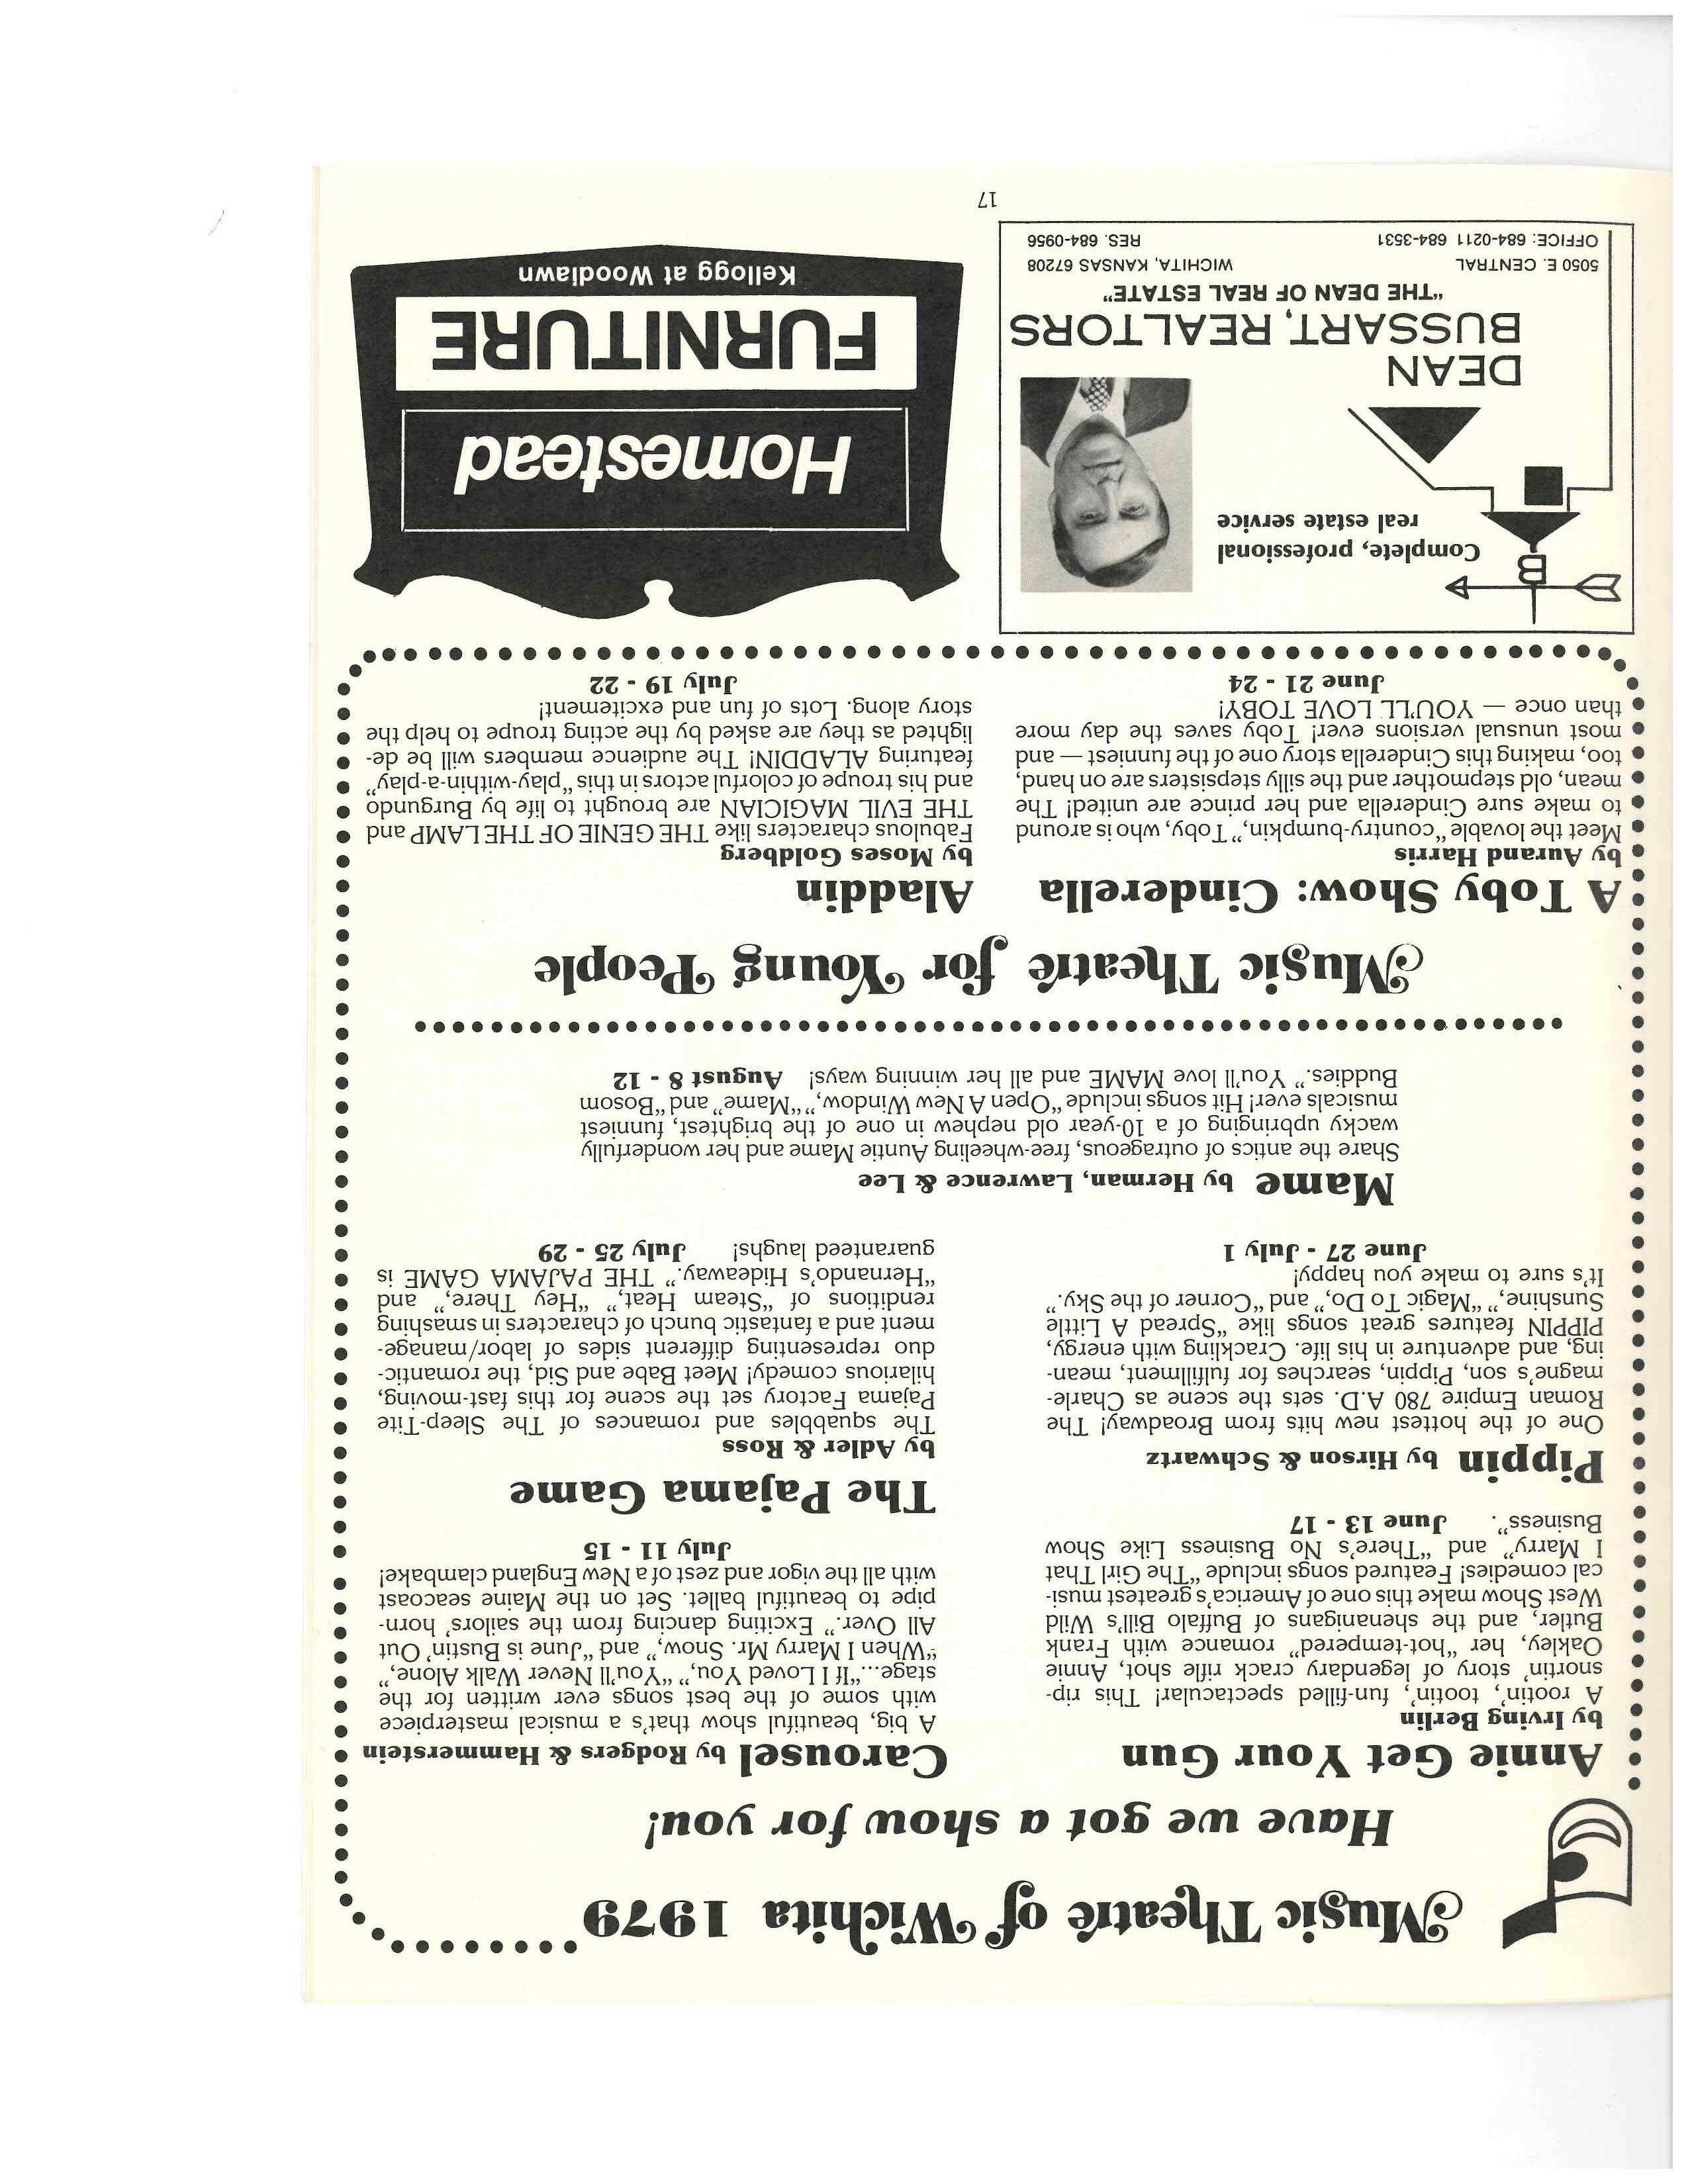 Music Theatre of Wichita 1979
Have we got a show for you!
Annie Get Your Gun
by Irving Berlin
A rootin', tootin', fun-filled spectacular! This rip-
snortin' story of legendary crack rifle shot, Annie
Oakley, her "hot-tempered" romance with Frank
Butler, and the shenanigans of Buffalo Bill's Wild
West Show make this one of America's greatest musi-
cal comedies! Featured songs include "The Girl That
I Marry" and "There's No Business Like Show
Business". June 13 - 17
Pippin by Hirson & Schwartz
One of the hottest new hits from Broadway! The
Roman Empire 780 A.D. sets the scene as Charle-
magne's son, Pippin, searches for fulfillment, mean-
ing, and adventure in his life. Crackling with energy,
PIPPIN features great songs like "Spread A Little
Sunshine," "Magic To Do," and "Corner of the Sky."
It's sure to make you happy!
June 27 - July 1
Carousel by Rodgers & Hammerstein
A big, beautiful show that's a musical masterpiece
with some of the best songs ever written for the
stage..."If I Loved You," "You'll Never Walk Alone,"
"When I Marry Mr. Snow," and "June is Bustin' Out
All Over." Exciting dancing from the sailors' horn-
pipe to beautiful ballet. Set on the Maine seacoast
with all the vigor and zest of a New England clambake!
July 11 - 15
The Pajama Game
by Adler & Ross
The squabbles and romances of The Sleep-Tite
Pajama Factory set the scene for this fast-moving,
hilarious comedy! Meet Babe and Sid, the romantic-
duo representing different sides of labor/manage-
ment and a fantastic bunch of characters in smashing
renditions of "Steam Heat," "Hey There," and
"Hernando's Hideaway." THE PAJAMA GAME is
guaranteed laughs! July 25 - 29
Mame by Herman, Lawrence & Lee
Share the antics of outrageous, free-wheeling Auntie Mame and her wonderfully
wacky upbringing of a 10-year old nephew in one of the brightest, funniest
musicals ever! Hit songs include "Open A New Window," "Mame" and "Bosom
Buddies." You'll love MAME and all her winning ways! August 8 - 12
Music Theatre for Young People
A Toby Show: Cinderella
by Aurand Harris
Meet the lovable "country-bumpkin," Toby, who is around
to make sure Cinderella and her prince are united! The
mean, old stepmother and the silly stepsisters are on hand,
too, making this Cinderella story one of the funniest — and
most unusual versions ever! Toby saves the day more
than once — YOU'LL LOVE TOBY!
June 21 - 24
Aladdin
by Moses Goldberg
Fabulous characters like THE GENIE OF THE LAMP and
THE EVIL MAGICIAN are brought to life by Burgundo
and his troupe of colorful actors in this "play-within-a-play"
featuring ALADDIN! The audience members will be de-
lighted as they are asked by the acting troupe to help the
story along. Lots of fun and excitement!
July 19 - 22
B
Complete, professional
real estate service
DEAN
BUSSART, REALTORS
"THE DEAN OF REAL ESTATE"
5050 E. CENTRAL WICHITA, KANSAS 67208
OFFICE: 684-0211 684-3531 RES. 684-0956
Homestead
FURNITURE
Kellogg at Woodlawn
17